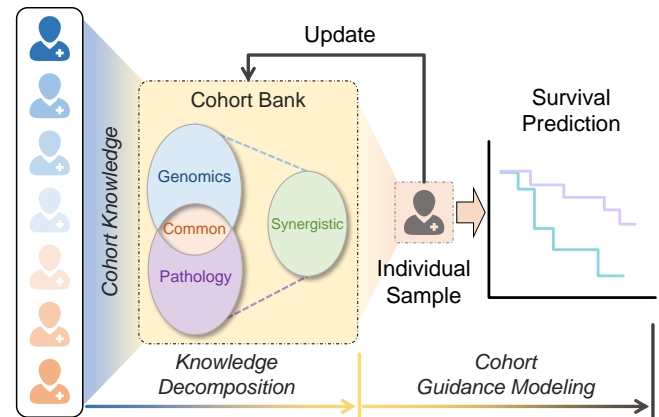 Update
Cohort Bank
Survival
Prediction
Cohort Knowledge
Genomics
Common
Synergistic
Pathology
Individual
Sample
Knowledge
Decomposition
Cohort
Guidance Modeling